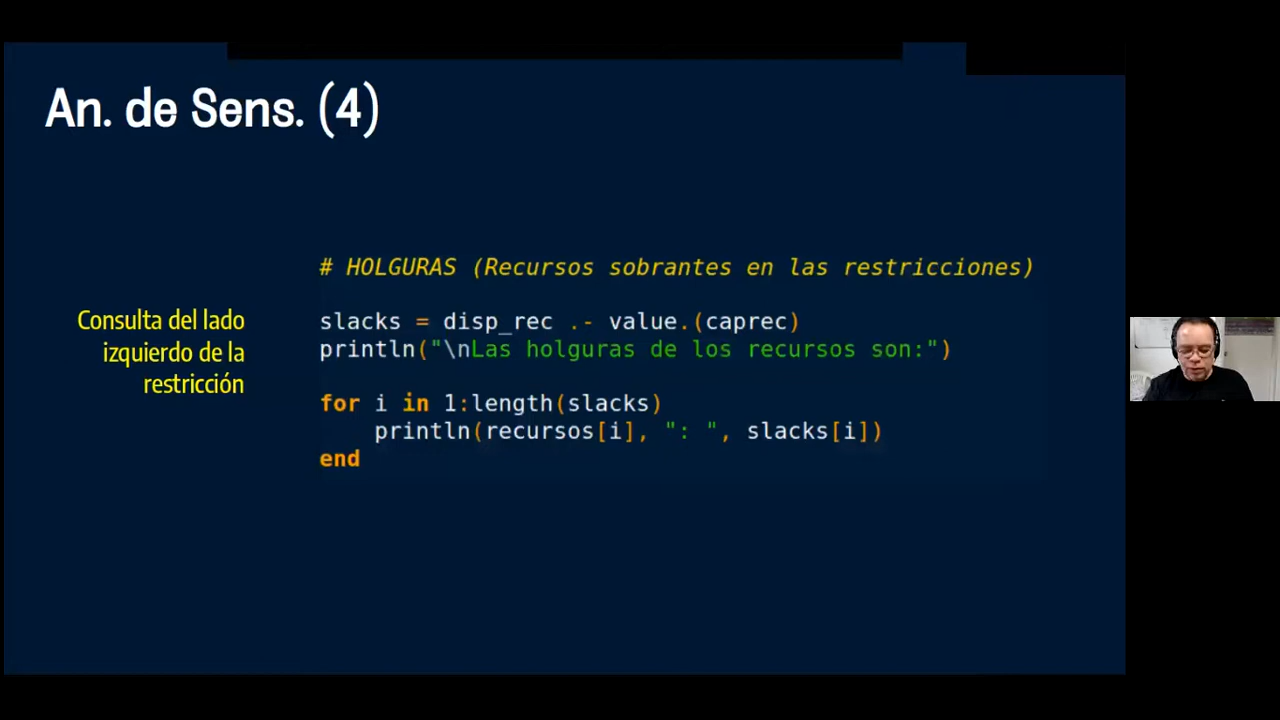 An. de Sens. (4)
# HOLGURAS (Recursos sobrantes en las restricciones)
Consulta del lado
izquierdo de la
restricción
slacks = disp_rec .- value.(caprec)
println("\nLas holguras de los recursos son:")
for i in 1:length(slacks)
    println(recursos[i], ": ", slacks[i])
end